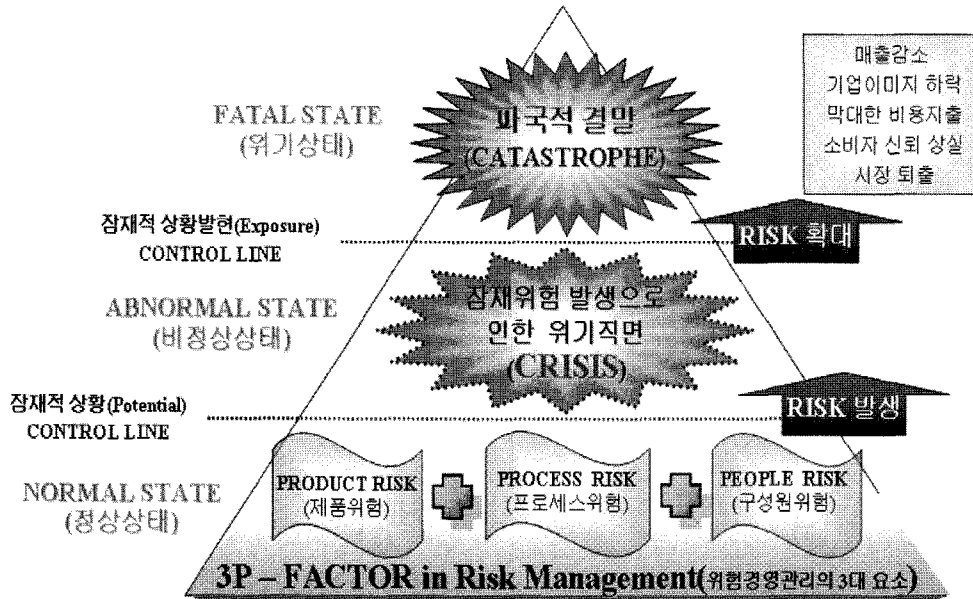 매출감소
기업이미지 하락
막대한 비용지출
소비자 신뢰 상실
시장 퇴출
FATAL STATE
(위기상태)
파국적 결말
(CATASTROPHE)
잠재적 상황발현(Exposure)
CONTROL LINE
RISK 확대
ABNORMAL STATE
(비정상상태)
잠재위험 발생으로
인한 위기직면
(CRISIS)
잠재적 상황(Potential)
CONTROL LINE
RISK 발생
NORMAL STATE
(정상상태)
PRODUCT RISK
(제품위험)
PROCESS RISK
(프로세스위험)
PEOPLE RISK
(구성원위험)
3P – FACTOR in Risk Management(위험경영관리의 3대 요소)